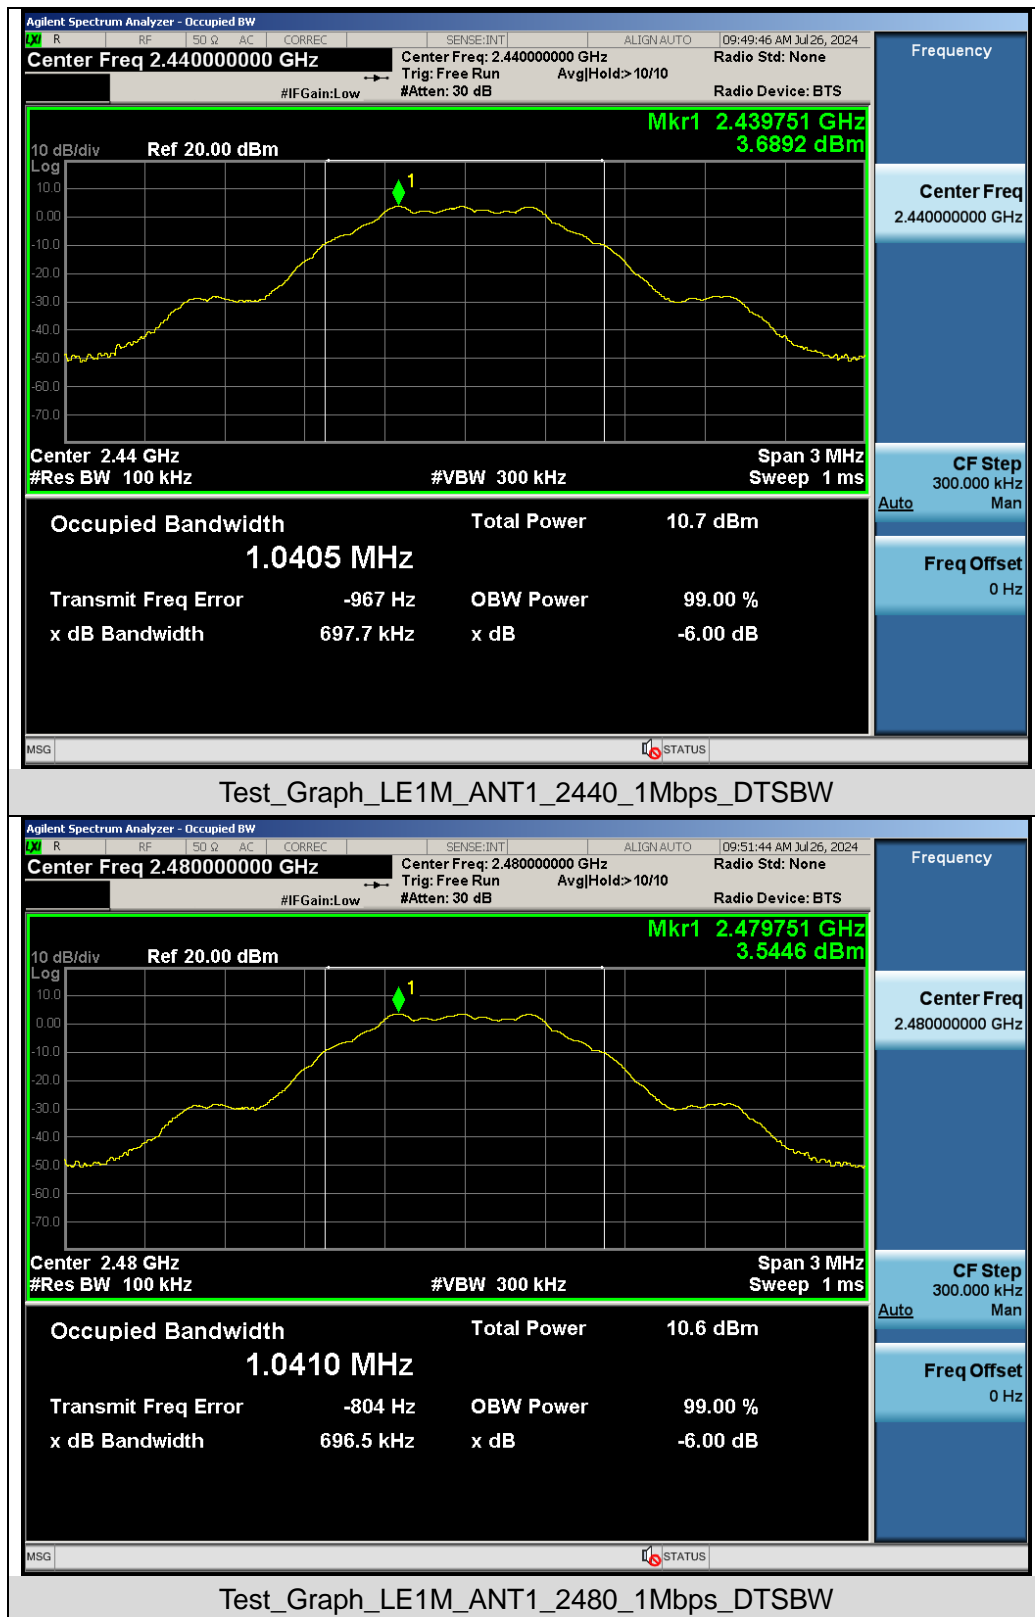 Agilent Spectrum Analyzer - Occupied BW
LXI R RF 50 Ω AC CORREC SENSE:INT ALIGN AUTO 09:49:46 AM Jul 26, 2024
Center Freq 2.440000000 GHz
Center Freq: 2.440000000 GHz Radio Std: None
Trig: Free Run Avg|Hold:>10/10
#IFGain:Low #Atten: 30 dB Radio Device: BTS
Frequency
Mkr1 2.439751 GHz
3.6892 dBm
10 dB/div Ref 20.00 dBm
Log
10.0
0.00
-10.0
-20.0
-30.0
-40.0
-50.0
-60.0
-70.0
1
Center 2.44 GHz Span 3 MHz
#Res BW 100 kHz #VBW 300 kHz Sweep 1 ms
Center Freq
2.440000000 GHz
CF Step
300.000 kHz
Auto Man
Freq Offset
0 Hz
Occupied Bandwidth Total Power 10.7 dBm
1.0405 MHz
Transmit Freq Error -967 Hz OBW Power 99.00 %
x dB Bandwidth 697.7 kHz x dB -6.00 dB
MSG STATUS
Test_Graph_LE1M_ANT1_2440_1Mbps_DTSBW
Agilent Spectrum Analyzer - Occupied BW
LXI R RF 50 Ω AC CORREC SENSE:INT ALIGN AUTO 09:51:44 AM Jul 26, 2024
Center Freq 2.480000000 GHz
Center Freq: 2.480000000 GHz Radio Std: None
Trig: Free Run Avg|Hold:>10/10
#IFGain:Low #Atten: 30 dB Radio Device: BTS
Frequency
Mkr1 2.479751 GHz
3.5446 dBm
10 dB/div Ref 20.00 dBm
Log
10.0
0.00
-10.0
-20.0
-30.0
-40.0
-50.0
-60.0
-70.0
1
Center 2.48 GHz Span 3 MHz
#Res BW 100 kHz #VBW 300 kHz Sweep 1 ms
Center Freq
2.480000000 GHz
CF Step
300.000 kHz
Auto Man
Freq Offset
0 Hz
Occupied Bandwidth Total Power 10.6 dBm
1.0410 MHz
Transmit Freq Error -804 Hz OBW Power 99.00 %
x dB Bandwidth 696.5 kHz x dB -6.00 dB
MSG STATUS
Test_Graph_LE1M_ANT1_2480_1Mbps_DTSBW